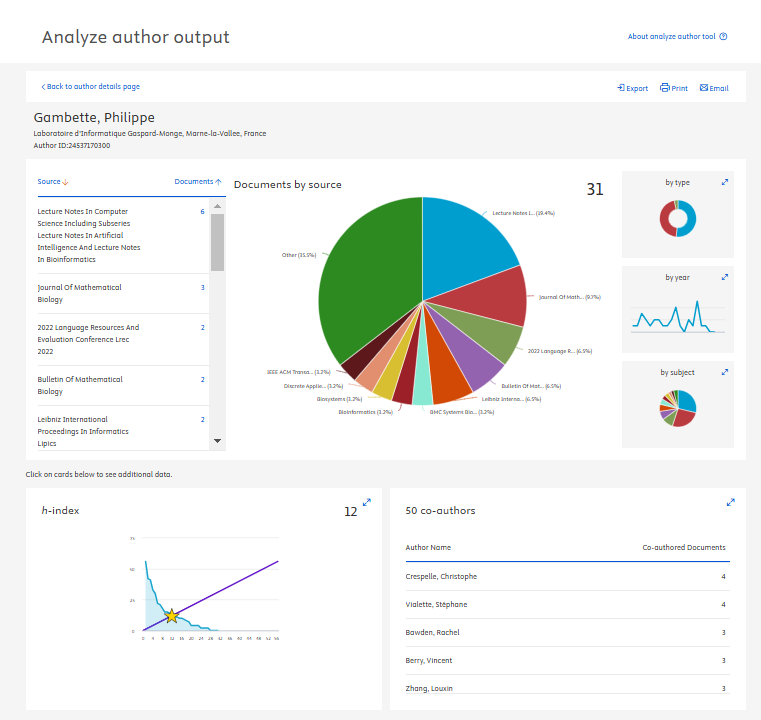 Analyze author output
About analyze author tool
Back to author details page
Export
Print
Email
Gambette, Philippe
Laboratoire d'Informatique Gaspard-Monge, Marne-la-Vallee, France
Author ID:24537170300
Source
Documents
Lecture Notes In Computer
Science Including Subseries
Lecture Notes In Artificial
Intelligence And Lecture Notes
In Bioinformatics
6
Journal Of Mathematical
Biology
3
2022 Language Resources And
Evaluation Conference Lrec
2022
2
Bulletin Of Mathematical
Biology
2
Leibniz International
Proceedings In Informatics
Lipics
2
Documents by source
31
Lecture Notes I... (19.4%)
Journal Of Math... (9.7%)
2022 Language R... (6.5%)
Bulletin Of Mat... (6.5%)
Leibniz Interna... (6.5%)
BMC Systems Bio... (3.2%)
Bioinformatics (3.2%)
Biosystems (3.2%)
Discrete Applie... (3.2%)
IEEE ACM Transa... (3.2%)
Other (35.5%)
by type
by year
by subject
Click on cards below to see additional data.
h-index
12
75
50
25
0
0 4 8 12 16 20 24 28 32 36 40 44 48 52 56
50 co-authors
Author Name
Co-authored Documents
Crespelle, Christophe
4
Vialette, Stéphane
4
Bawden, Rachel
3
Berry, Vincent
3
Zhang, Louxin
3